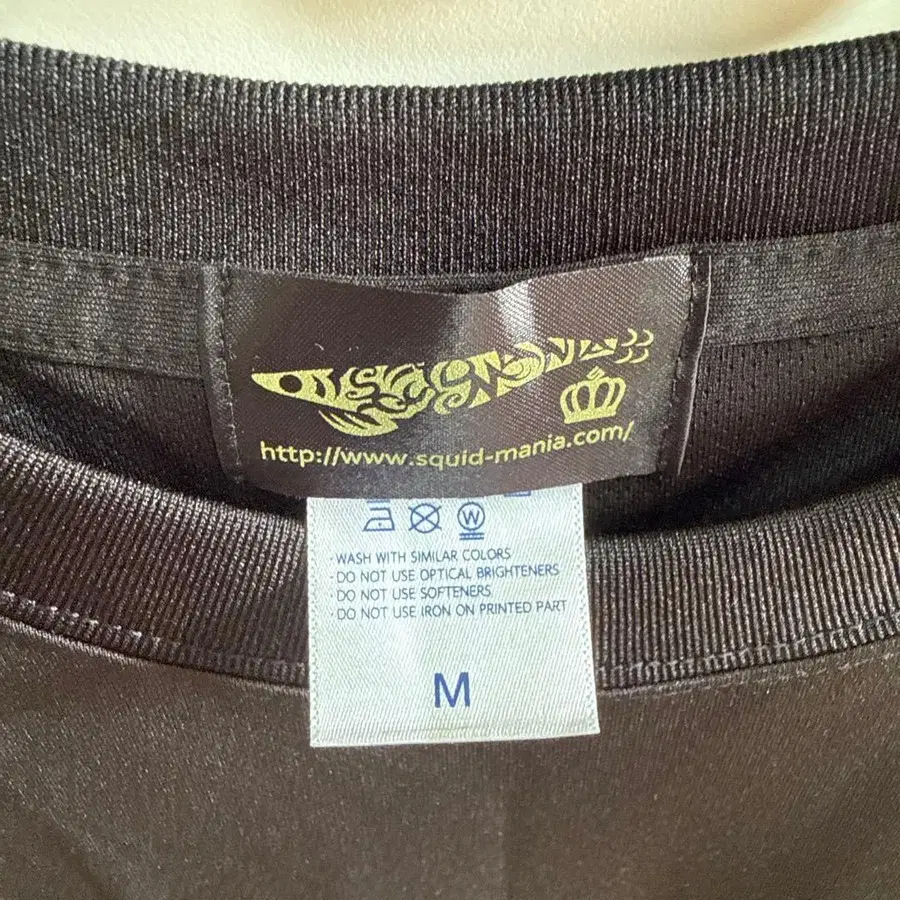 http://www.squid-mania.com/
W
· WASH WITH SIMILAR COLORS
· DO NOT USE OPTICAL BRIGHTENERS
· DO NOT USE SOFTENERS
· DO NOT USE IRON ON PRINTED PART
M